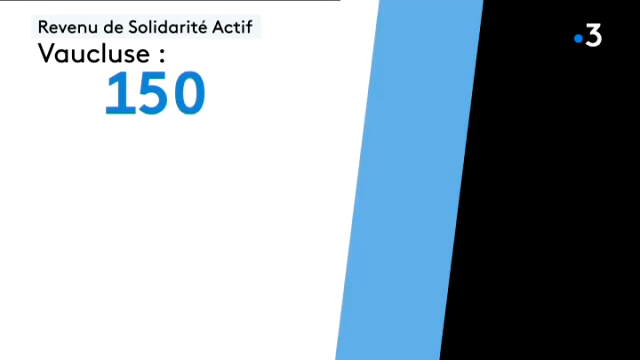 Revenu de Solidarité Actif
Vaucluse :
150
.3